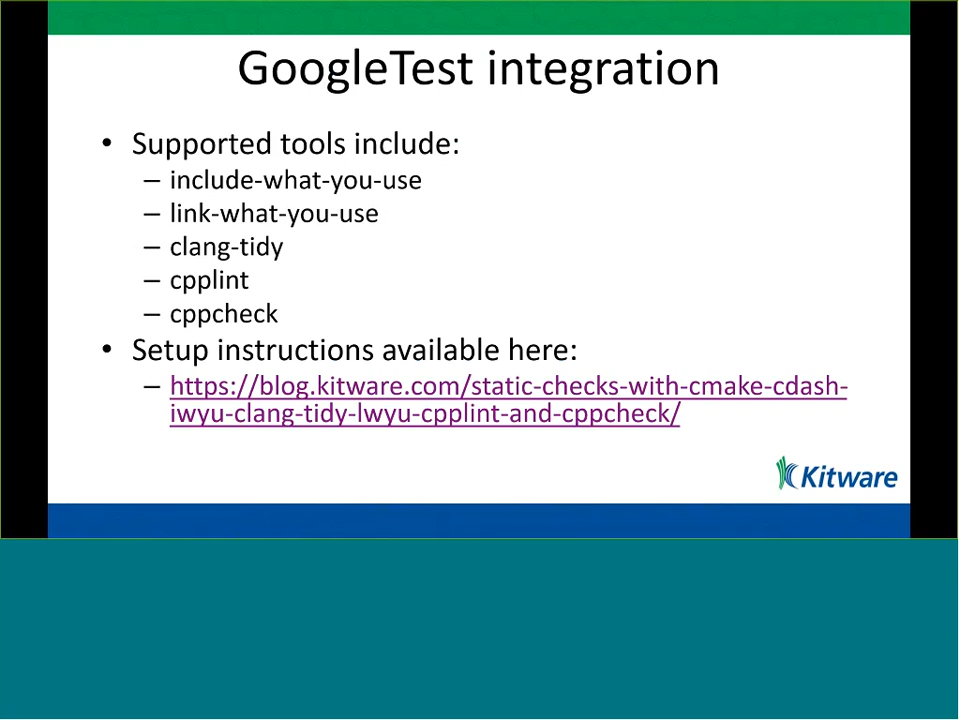 GoogleTest integration
• Supported tools include:
– include-what-you-use
– link-what-you-use
– clang-tidy
– cpplint
– cppcheck
• Setup instructions available here:
– https://blog.kitware.com/static-checks-with-cmake-cdash-
iwyu-clang-tidy-lwyu-cpplint-and-cppcheck/
Kitware